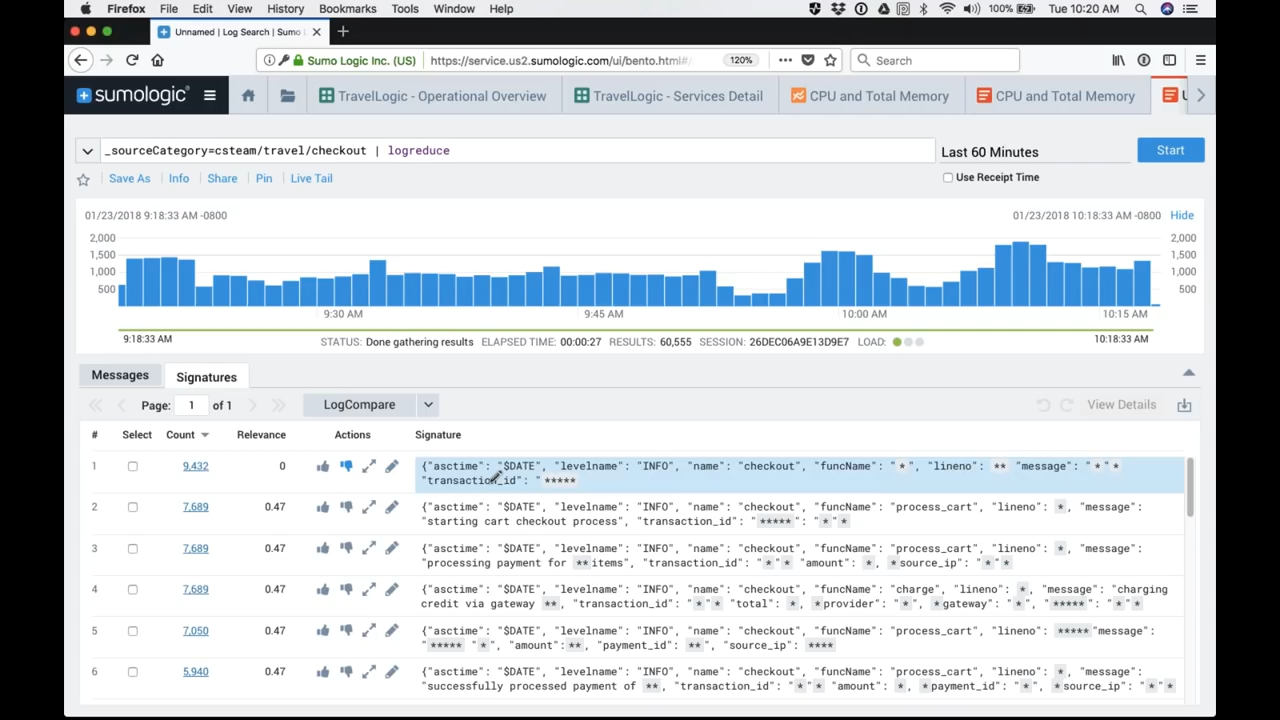 Firefox File Edit View History Bookmarks Tools Window Help 100% Tue 10:20 AM
Unnamed | Log Search | Sumo
Sumo Logic Inc. (US) https://service.us2.sumologic.com/ui/bento.html#/ 120% Search
sumologic TravelLogic - Operational Overview TravelLogic - Services Detail CPU and Total Memory CPU and Total Memory
_sourceCategory=csteam/travel/checkout | logreduce Last 60 Minutes Start
Save As Info Share Pin Live Tail Use Receipt Time
01/23/2018 9:18:33 AM -0800 01/23/2018 10:18:33 AM -0800 Hide
2,000 2,000
1,500 1,500
1,000 1,000
500 500
9:30 AM 9:45 AM 10:00 AM 10:15 AM
9:18:33 AM STATUS: Done gathering results ELAPSED TIME: 00:00:27 RESULTS: 60,555 SESSION: 26DEC06A9E13D9E7 LOAD: 10:18:33 AM
Messages Signatures
Page: 1 of 1 LogCompare View Details
# Select Count Relevance Actions Signature
1 9,432 0 {"asctime": "$DATE", "levelname": "INFO", "name": "checkout", "funcName": "*", "lineno": ** "message": "*"*
"transaction_id": "*****
2 7,689 0.47 {"asctime": "$DATE", "levelname": "INFO", "name": "checkout", "funcName": "process_cart", "lineno": *, "message":
"starting cart checkout process", "transaction_id": "*****": "*"*
3 7,689 0.47 {"asctime": "$DATE", "levelname": "INFO", "name": "checkout", "funcName": "process_cart", "lineno": *, "message":
"processing payment for **items", "transaction_id": "*"* "amount": *, *source_ip": "*"*
4 7,689 0.47 {"asctime": "$DATE", "levelname": "INFO", "name": "checkout", "funcName": "charge", "lineno": *, "message": "charging
credit via gateway **, "transaction_id": "*"* "total": *, *provider": "*", *gateway": "*", "*****": "*"*
5 7,050 0.47 {"asctime": "$DATE", "levelname": "INFO", "name": "checkout", "funcName": "process_cart", "lineno": *****"message":
"***** "*", "amount":**, "payment_id": "**", "source_ip": ****
6 5,940 0.47 {"asctime": "$DATE", "levelname": "INFO", "name": "checkout", "funcName": "process_cart", "lineno": *, "message":
"successfully processed payment of **, "transaction_id": "*"* "amount": *, *payment_id": "*", *source_ip": "*"*